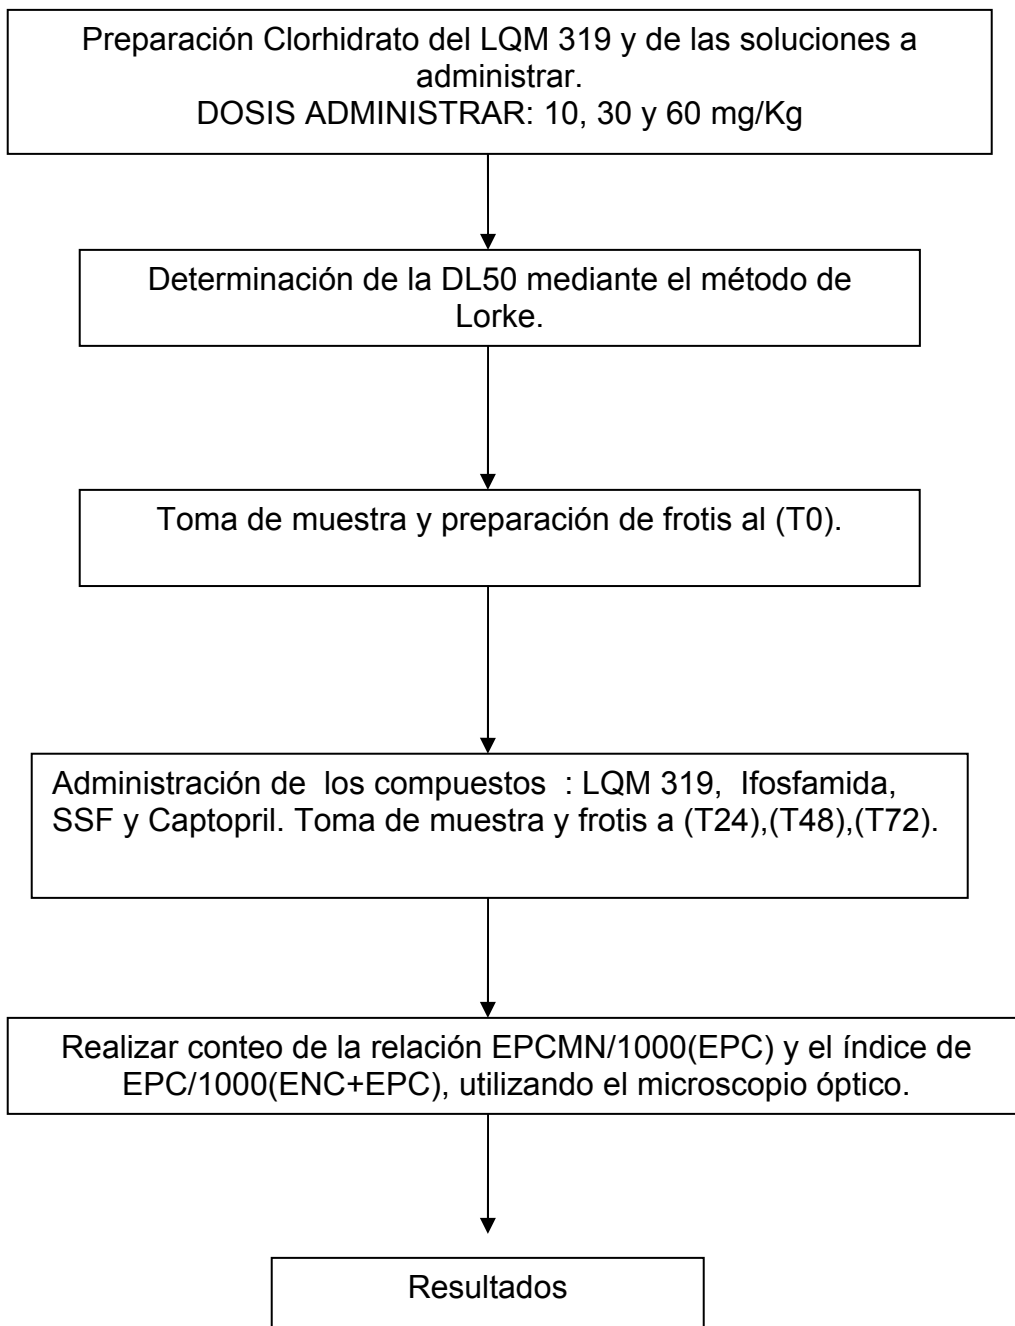 Preparación Clorhidrato del LQM 319 y de las soluciones a
administrar.
DOSIS ADMINISTRAR: 10, 30 y 60 mg/Kg
Determinación de la DL50 mediante el método de
Lorke.
Toma de muestra y preparación de frotis al (T0).
Administración de los compuestos : LQM 319, Ifosfamida,
SSF y Captopril. Toma de muestra y frotis a (T24),(T48),(T72).
Realizar conteo de la relación EPCMN/1000(EPC) y el índice de
EPC/1000(ENC+EPC), utilizando el microscopio óptico.
Resultados